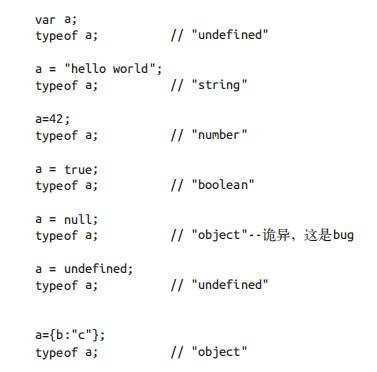 var a;
typeof a; // "undefined"
a = "hello world";
typeof a; // "string"
a=42;
typeof a; // "number"
a = true;
typeof a; // "boolean"
a = null;
typeof a; // "object"--诡异，这是bug
a = undefined;
typeof a; // "undefined"
a={b:"c"};
typeof a; // "object"